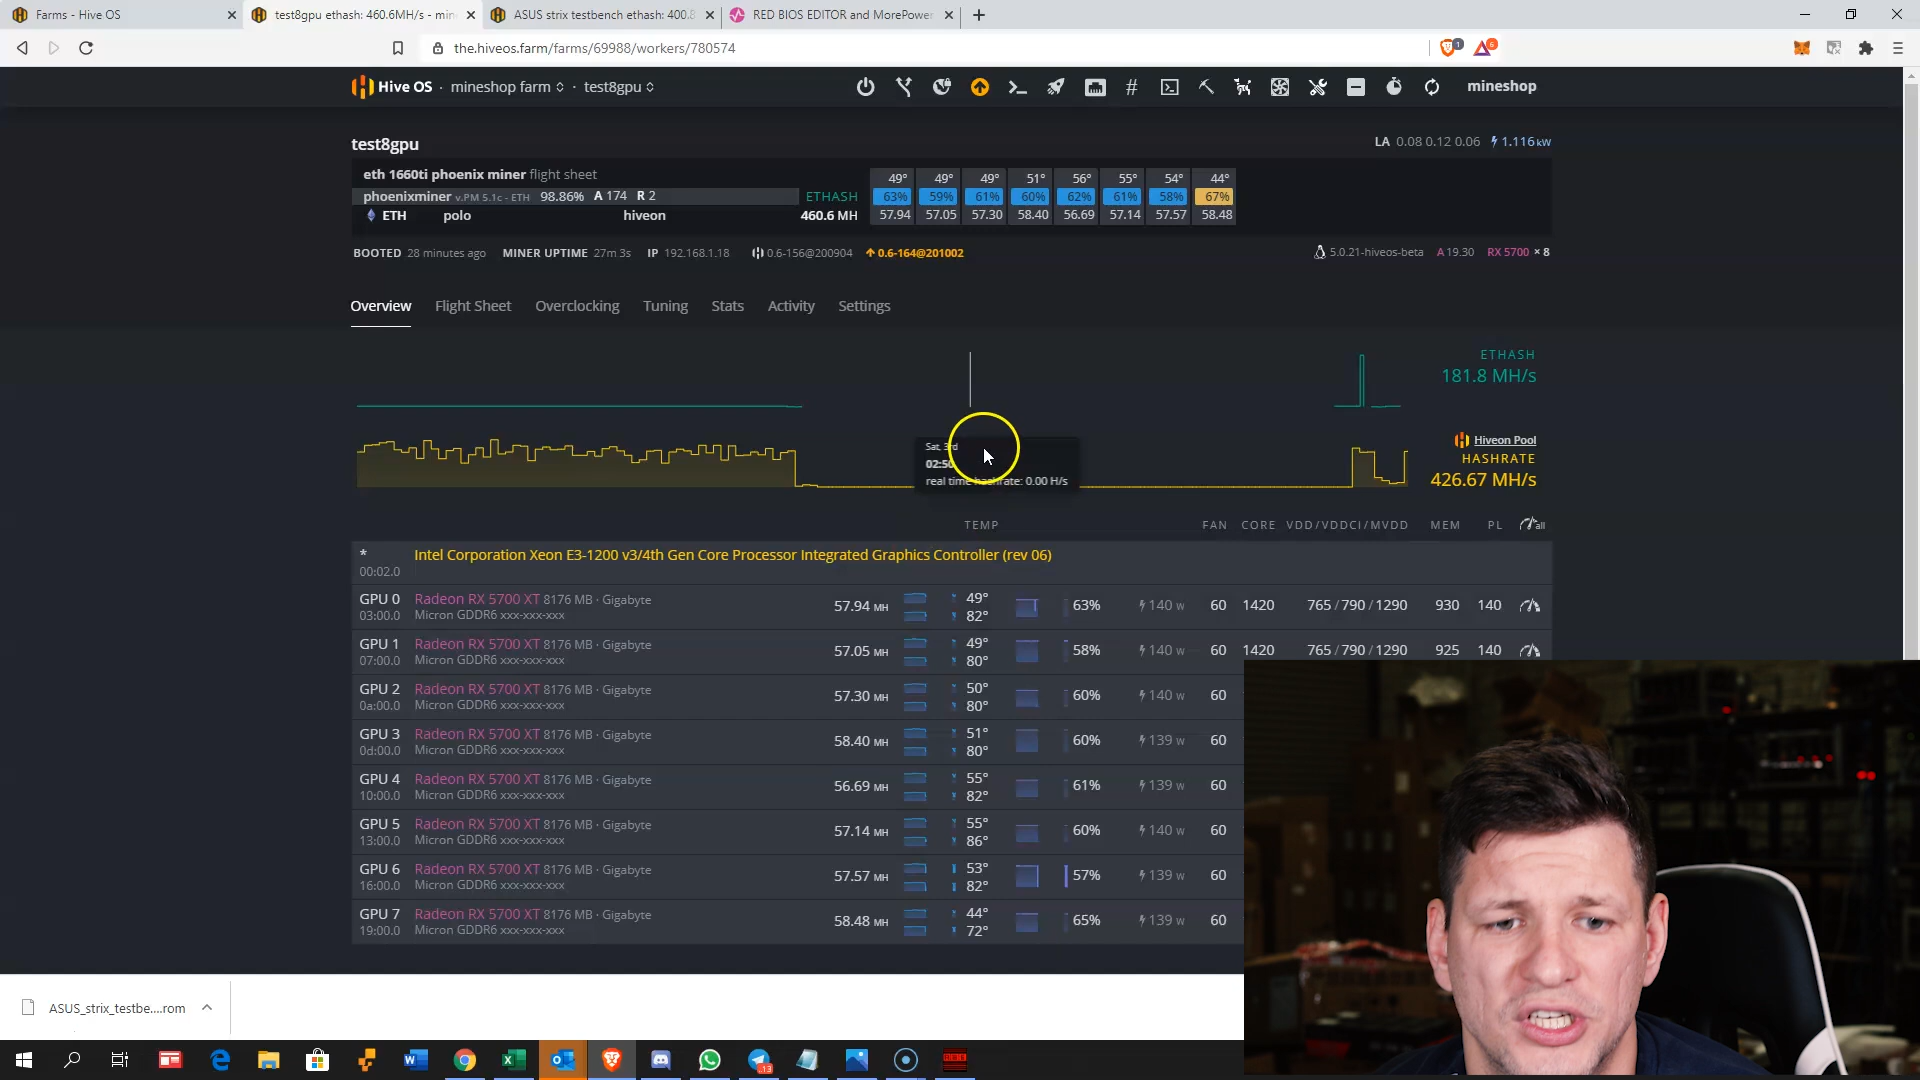 Farms - Hive OS
test8gpu ethash: 460.6MH/s - min
ASUS strix testbench ethash: 400.8
RED BIOS EDITOR and MorePower
the.hiveos.farm/farms/69988/workers/780574
1
6
Hive OS · mineshop farm · test8gpu
mineshop
test8gpu
LA 0.08 0.12 0.06 1.116 kW
eth 1660ti phoenix miner flight sheet
49° 49° 49° 51° 56° 55° 54° 44°
phoenixminer v.PM 5.1c - ETH 98.86% A 174 R 2 ETHASH 63% 59% 61% 60% 62% 61% 58% 67%
ETH polo hiveon 460.6 MH 57.94 57.05 57.30 58.40 56.69 57.14 57.57 58.48
BOOTED 28 minutes ago MINER UPTIME 27m 3s IP 192.168.1.18 0.6-156@200904 0.6-164@201002 5.0.21-hiveos-beta A 19.30 RX 5700 × 8
Overview Flight Sheet Overclocking Tuning Stats Activity Settings
ETHASH
181.8 MH/s
Sat, 3rd
02:50
real time hashrate: 0.00 H/s
Hiveon Pool
HASHRATE
426.67 MH/s
TEMP FAN CORE VDD/VDDCI/MVDD MEM PL all
* Intel Corporation Xeon E3-1200 v3/4th Gen Core Processor Integrated Graphics Controller (rev 06)
00:02.0
GPU 0 Radeon RX 5700 XT 8176 MB · Gigabyte 57.94 MH 49° 63% 140 W 60 1420 765 / 790 / 1290 930 140
03:00.0 Micron GDDR6 xxx-xxx-xxx 82°
GPU 1 Radeon RX 5700 XT 8176 MB · Gigabyte 57.05 MH 49° 58% 140 W 60 1420 765 / 790 / 1290 925 140
07:00.0 Micron GDDR6 xxx-xxx-xxx 80°
GPU 2 Radeon RX 5700 XT 8176 MB · Gigabyte 57.30 MH 50° 60% 140 W 60
0a:00.0 Micron GDDR6 xxx-xxx-xxx 80°
GPU 3 Radeon RX 5700 XT 8176 MB · Gigabyte 58.40 MH 51° 60% 139 W 60
0d:00.0 Micron GDDR6 xxx-xxx-xxx 80°
GPU 4 Radeon RX 5700 XT 8176 MB · Gigabyte 56.69 MH 55° 61% 139 W 60
10:00.0 Micron GDDR6 xxx-xxx-xxx 82°
GPU 5 Radeon RX 5700 XT 8176 MB · Gigabyte 57.14 MH 55° 60% 140 W 60
13:00.0 Micron GDDR6 xxx-xxx-xxx 86°
GPU 6 Radeon RX 5700 XT 8176 MB · Gigabyte 57.57 MH 53° 57% 139 W 60
16:00.0 Micron GDDR6 xxx-xxx-xxx 82°
GPU 7 Radeon RX 5700 XT 8176 MB · Gigabyte 58.48 MH 44° 65% 139 W 60
19:00.0 Micron GDDR6 xxx-xxx-xxx 72°
ASUS_strix_testbe....rom